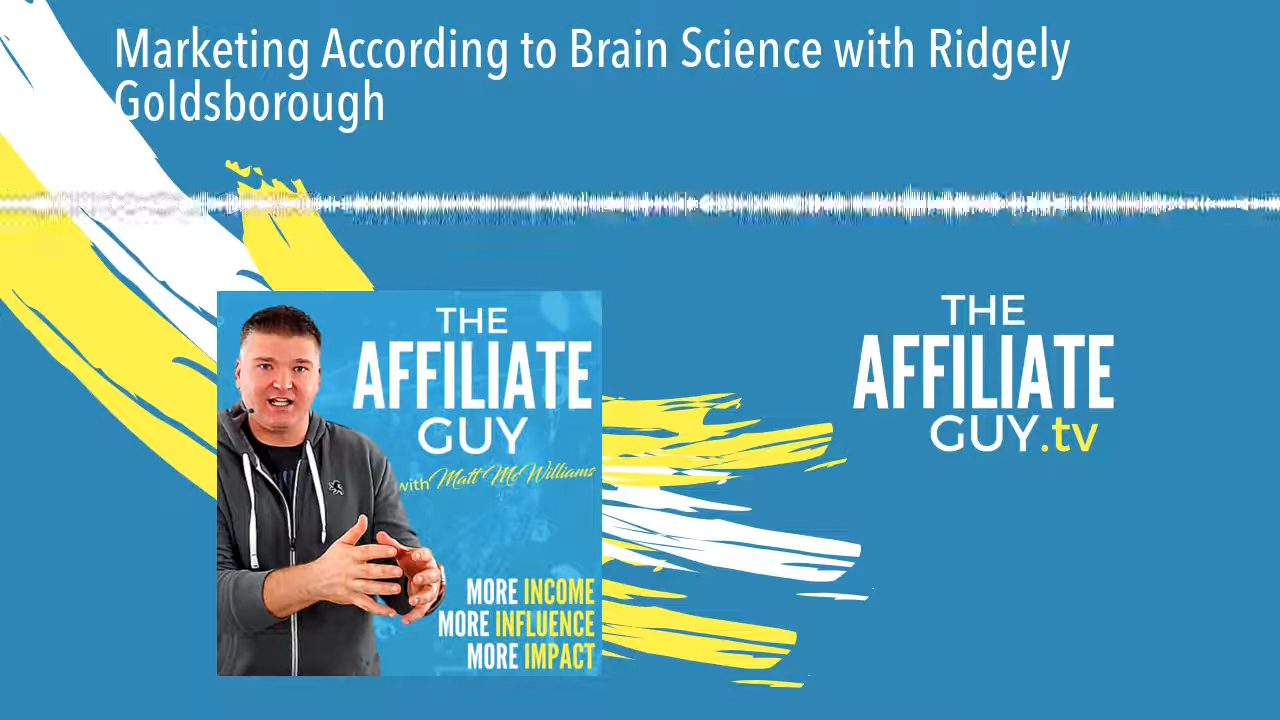 Marketing According to Brain Science with Ridgely
Goldsborough
THE
AFFILIATE
GUY
with Matt McWilliams
MORE INCOME
MORE INFLUENCE
MORE IMPACT
THE
AFFILIATE
GUY.tv